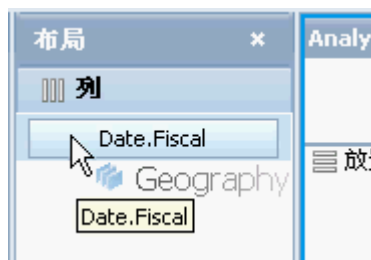 布局
Analy
列
Date.Fiscal
Geography
放
Date.Fiscal